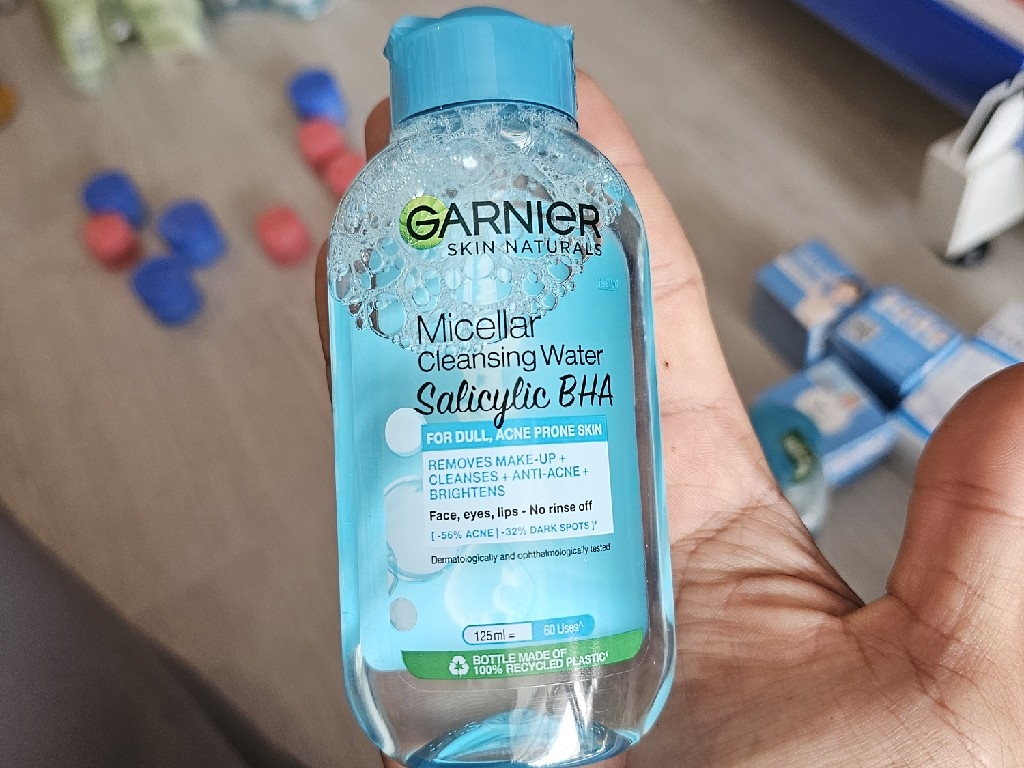 GARNIER
SKIN NATURALS
Micellar
Cleansing Water
Salicylic BHA
FOR DULL, ACNE PRONE SKIN
REMOVES MAKE-UP +
CLEANSES + ANTI-ACNE +
BRIGHTENS
Face, eyes, lips - No rinse off
[ -56% ACNE | -32% DARK SPOTS ]*
Dermatologically and ophthalmologically tested
125ml = 60 Uses^
BOTTLE MADE OF
100% RECYCLED PLASTIC¹